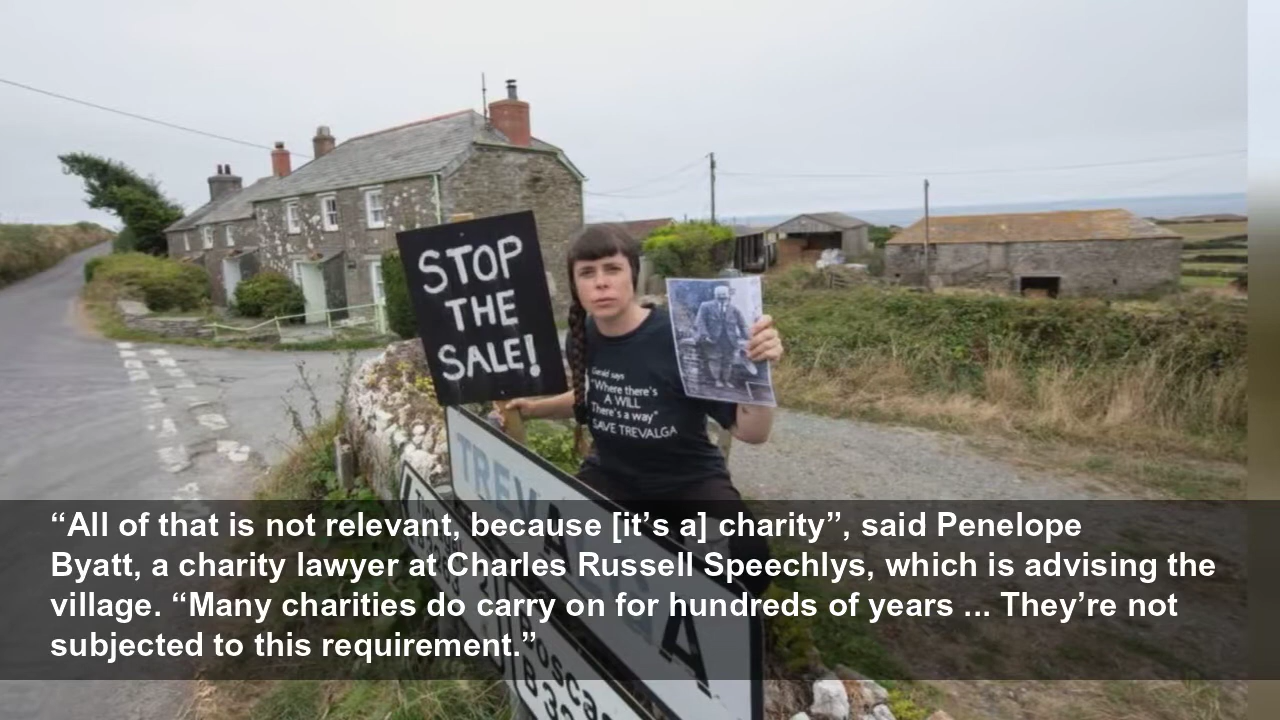 STOP
THE
SALE!
Gerald says
"Where there's
A WILL
There's a way"
SAVE TREVALGA
TREVALGA
“All of that is not relevant, because [it’s a] charity”, said Penelope
Byatt, a charity lawyer at Charles Russell Speechlys, which is advising the
village. “Many charities do carry on for hundreds of years ... They’re not
subjected to this requirement.”